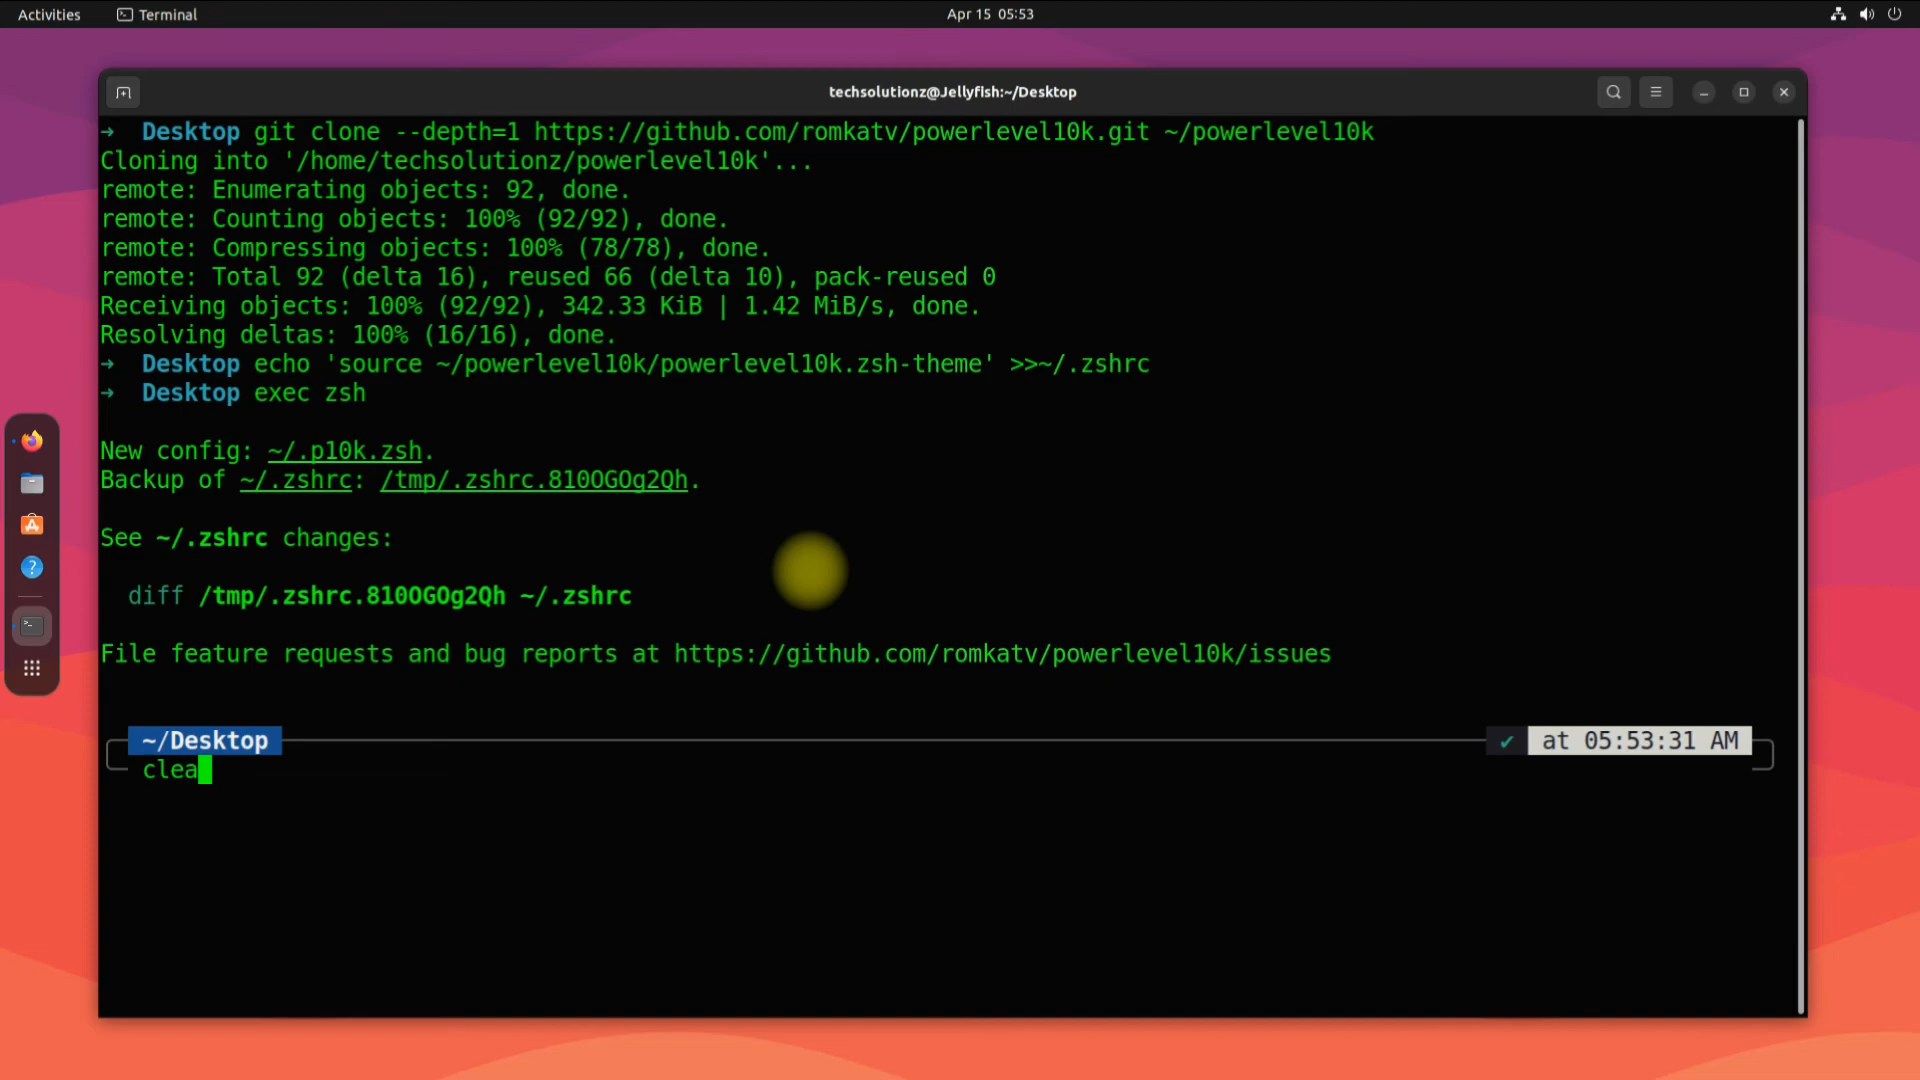 Activities Terminal Apr 15 05:53
techsolutionz@Jellyfish:~/Desktop
→ Desktop git clone --depth=1 https://github.com/romkatv/powerlevel10k.git ~/powerlevel10k
Cloning into '/home/techsolutionz/powerlevel10k'...
remote: Enumerating objects: 92, done.
remote: Counting objects: 100% (92/92), done.
remote: Compressing objects: 100% (78/78), done.
remote: Total 92 (delta 16), reused 66 (delta 10), pack-reused 0
Receiving objects: 100% (92/92), 342.33 KiB | 1.42 MiB/s, done.
Resolving deltas: 100% (16/16), done.
→ Desktop echo 'source ~/powerlevel10k/powerlevel10k.zsh-theme' >>~/.zshrc
→ Desktop exec zsh
New config: ~/.p10k.zsh.
Backup of ~/.zshrc: /tmp/.zshrc.810OGOg2Qh.
See ~/.zshrc changes:
diff /tmp/.zshrc.810OGOg2Qh ~/.zshrc
File feature requests and bug reports at https://github.com/romkatv/powerlevel10k/issues
~/Desktop ✔ at 05:53:31 AM
clea